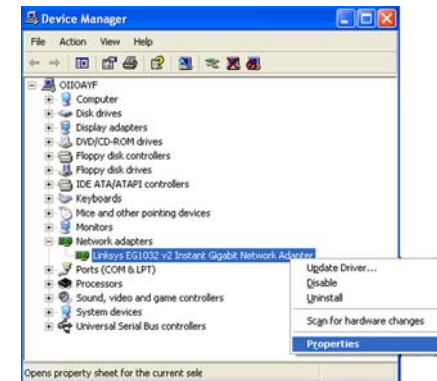 Device Manager
File Action View Help
OIIOAYF
Computer
Disk drives
Display adapters
DVD/CD-ROM drives
Floppy disk controllers
Floppy disk drives
IDE ATA/ATAPI controllers
Keyboards
Mice and other pointing devices
Monitors
Network adapters
Linksys EG1032 v2 Instant Gigabit Network Adapter
Ports (COM & LPT)
Processors
Sound, video and game controllers
System devices
Universal Serial Bus controllers
Update Driver...
Disable
Uninstall
Scan for hardware changes
Properties
Opens property sheet for the current sele